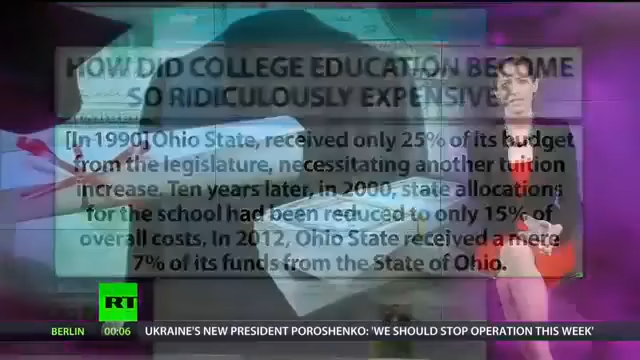 HOW DID COLLEGE EDUCATION BECOME
SO RIDICULOUSLY EXPENSIVE
[In 1990] Ohio State, received only 25% of its budget
from the legislature, necessitating another tuition
increase. Ten years later, in 2000, state allocations
for the school had been reduced to only 15% of
overall costs. In 2012, Ohio State received a mere
7% of its funds from the State of Ohio.
RT
BERLIN 00:06 UKRAINE'S NEW PRESIDENT POROSHENKO: 'WE SHOULD STOP OPERATION THIS WEEK'